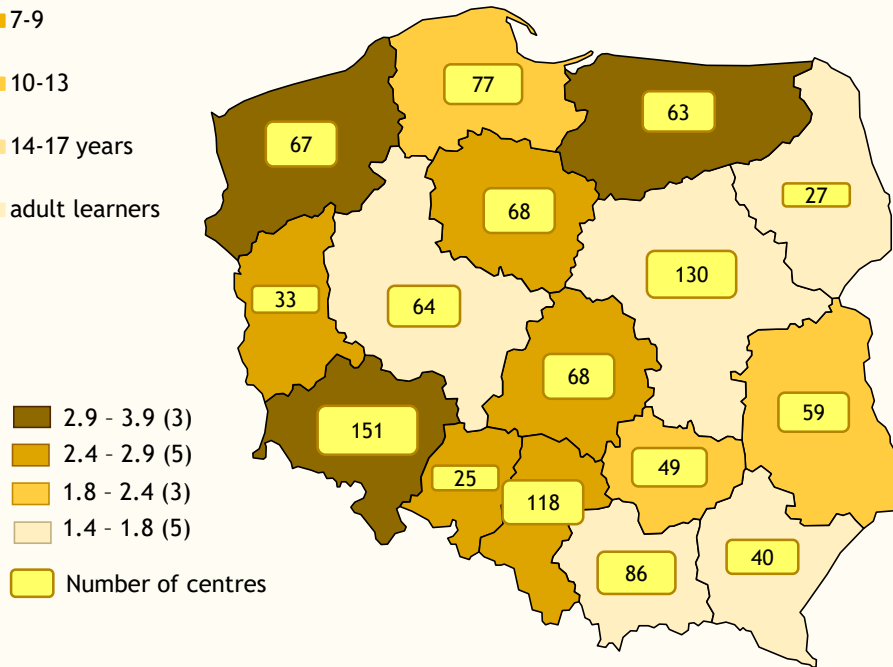 7-9
10-13
14-17 years
adult learners
77
63
67
27
68
130
33
64
68
59
151
49
25
118
86
40
2.9 – 3.9 (3)
2.4 – 2.9 (5)
1.8 – 2.4 (3)
1.4 – 1.8 (5)
Number of centres